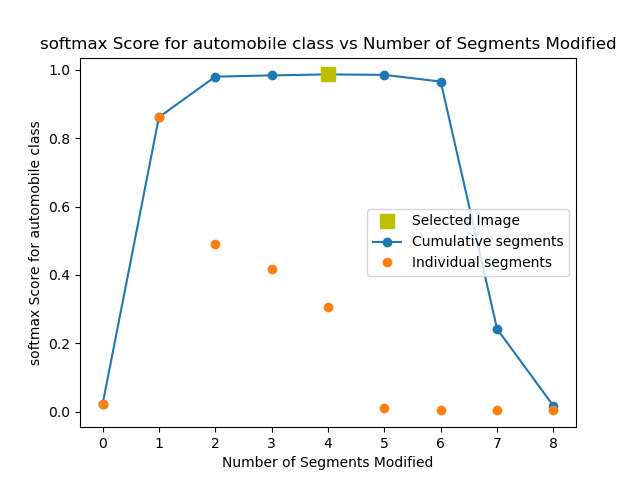 softmax Score for automobile class vs Number of Segments Modified
1.0
0.8
0.6
0.4
0.2
0.0
softmax Score for automobile class
Selected Image
Cumulative segments
Individual segments
0 1 2 3 4 5 6 7 8
Number of Segments Modified